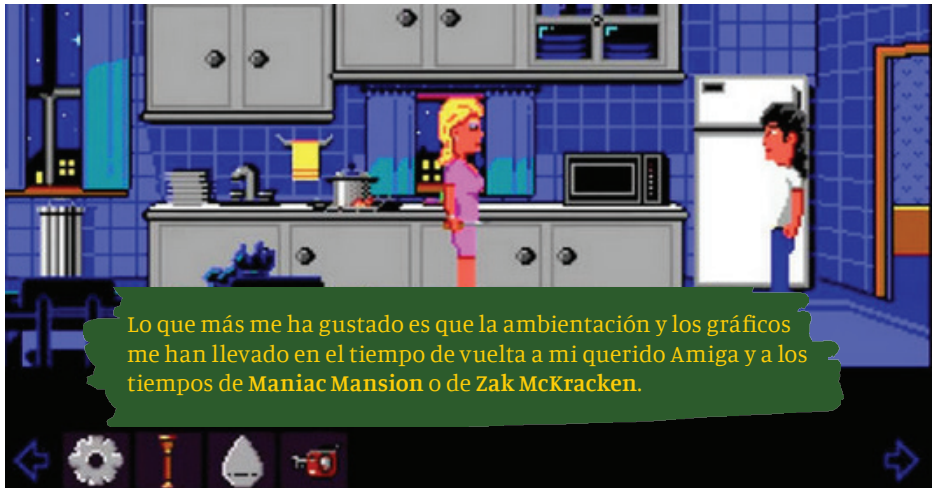 Lo que más me ha gustado es que la ambientación y los gráficos
me han llevado en el tiempo de vuelta a mi querido Amiga y a los
tiempos de Maniac Mansion o de Zak McKracken.